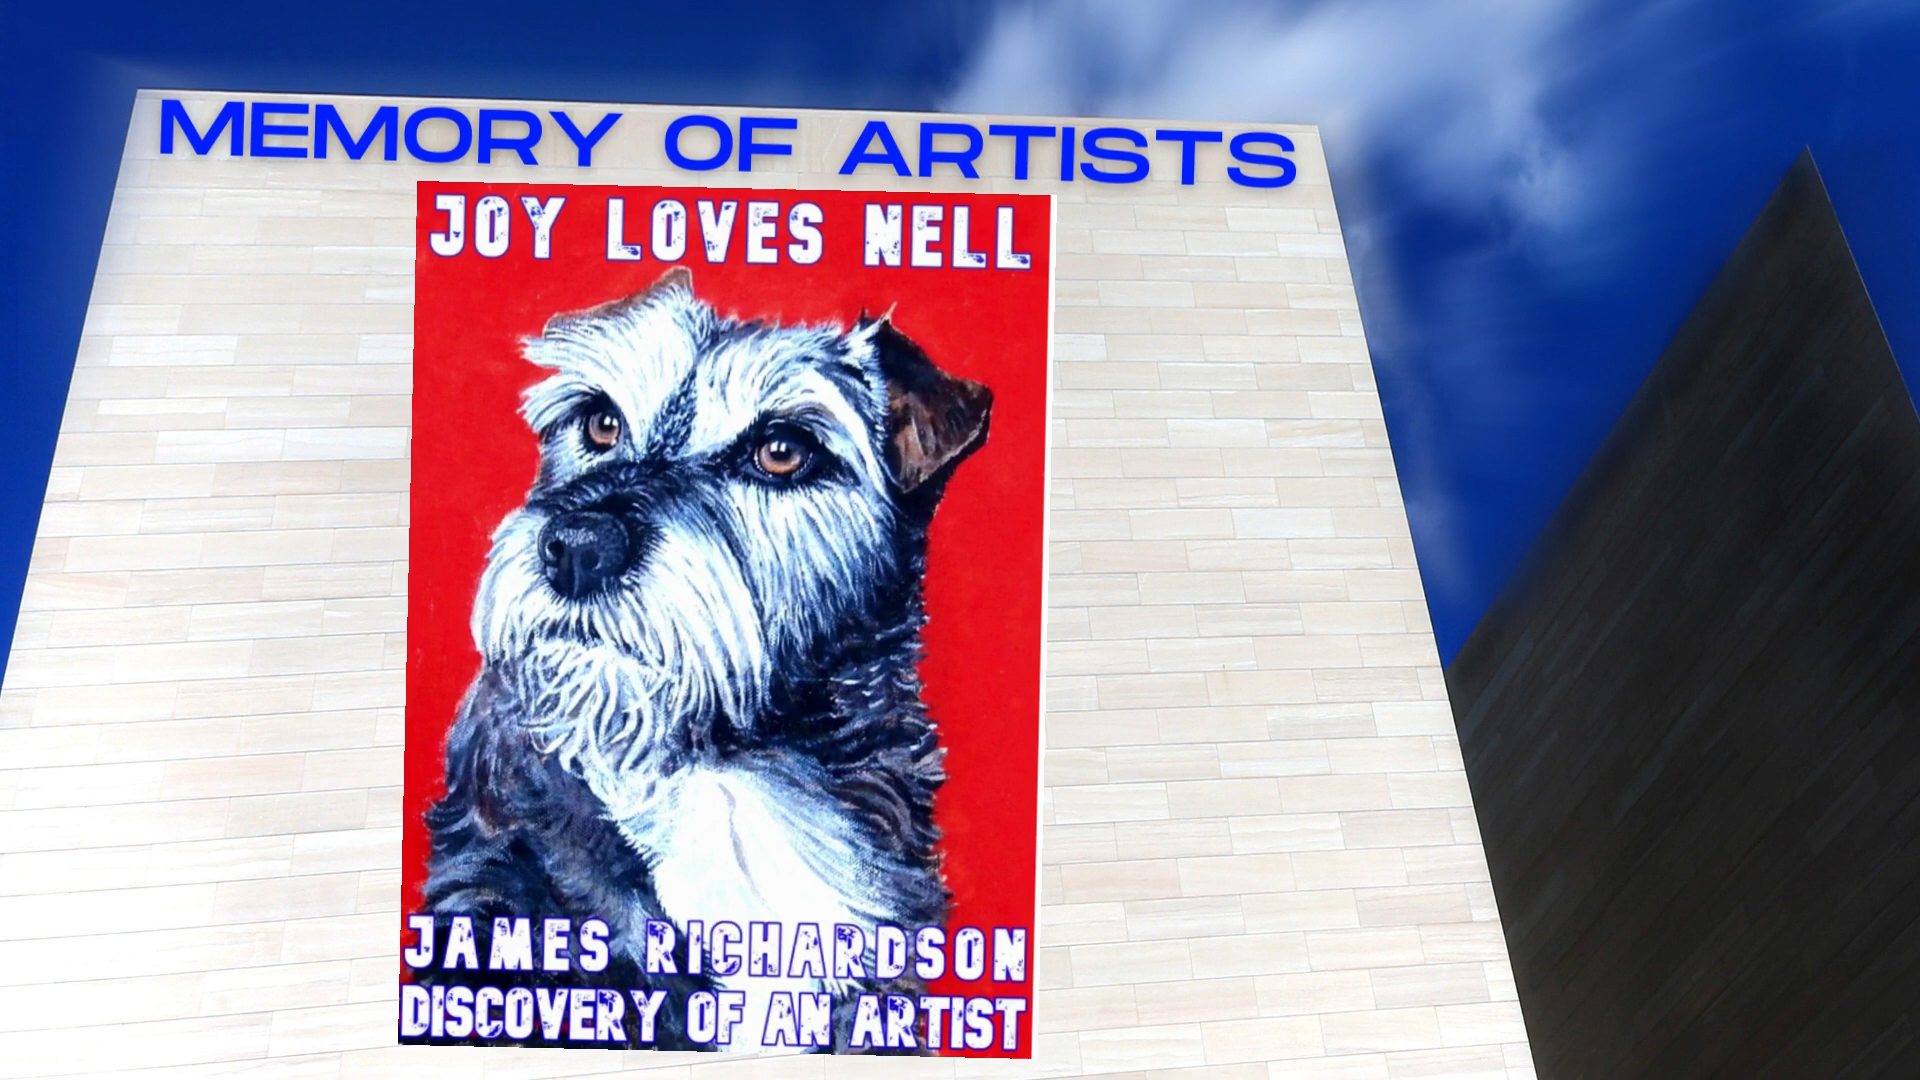 MEMORY OF ARTISTS
JOY LOVES NELL
JAMES RICHARDSON
DISCOVERY OF AN ARTIST